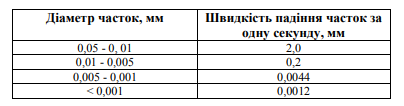 Діаметр часток, мм Швидкість падіння часток за
одну секунду, мм
0,05 - 0, 01 2,0
0,01 - 0,005 0,2
0,005 - 0,001 0,0044
< 0,001 0,0012